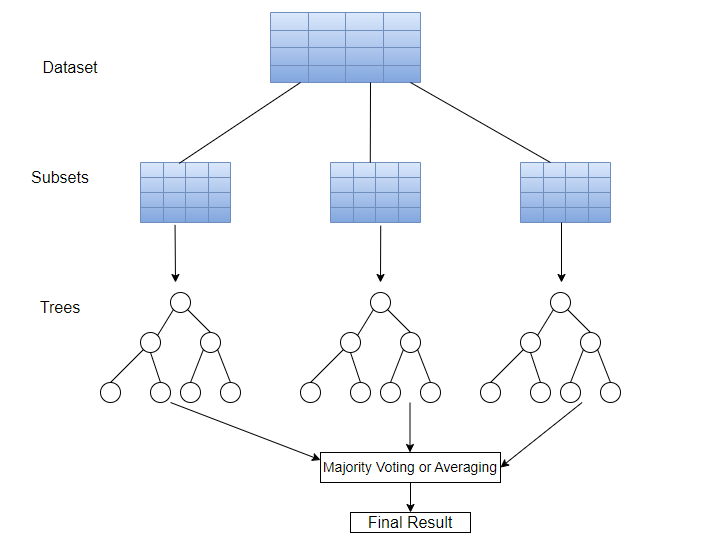 Dataset
Subsets
Trees
Majority Voting or Averaging
Final Result